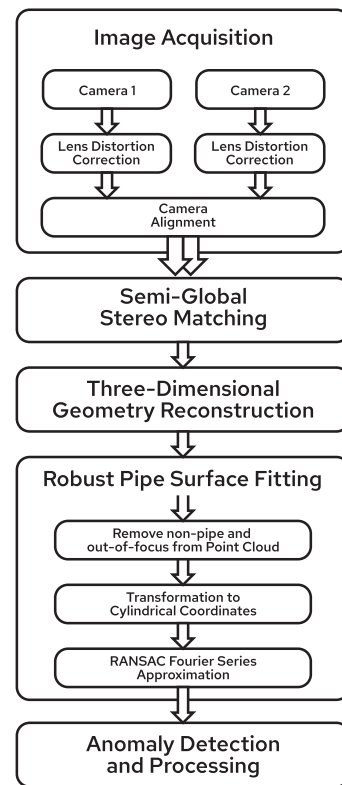 Image Acquisition
Camera 1
Camera 2
Lens Distortion
Correction
Lens Distortion
Correction
Camera
Alignment
Semi-Global
Stereo Matching
Three-Dimensional
Geometry Reconstruction
Robust Pipe Surface Fitting
Remove non-pipe and
out-of-focus from Point Cloud
Transformation to
Cylindrical Coordinates
RANSAC Fourier Series
Approximation
Anomaly Detection
and Processing